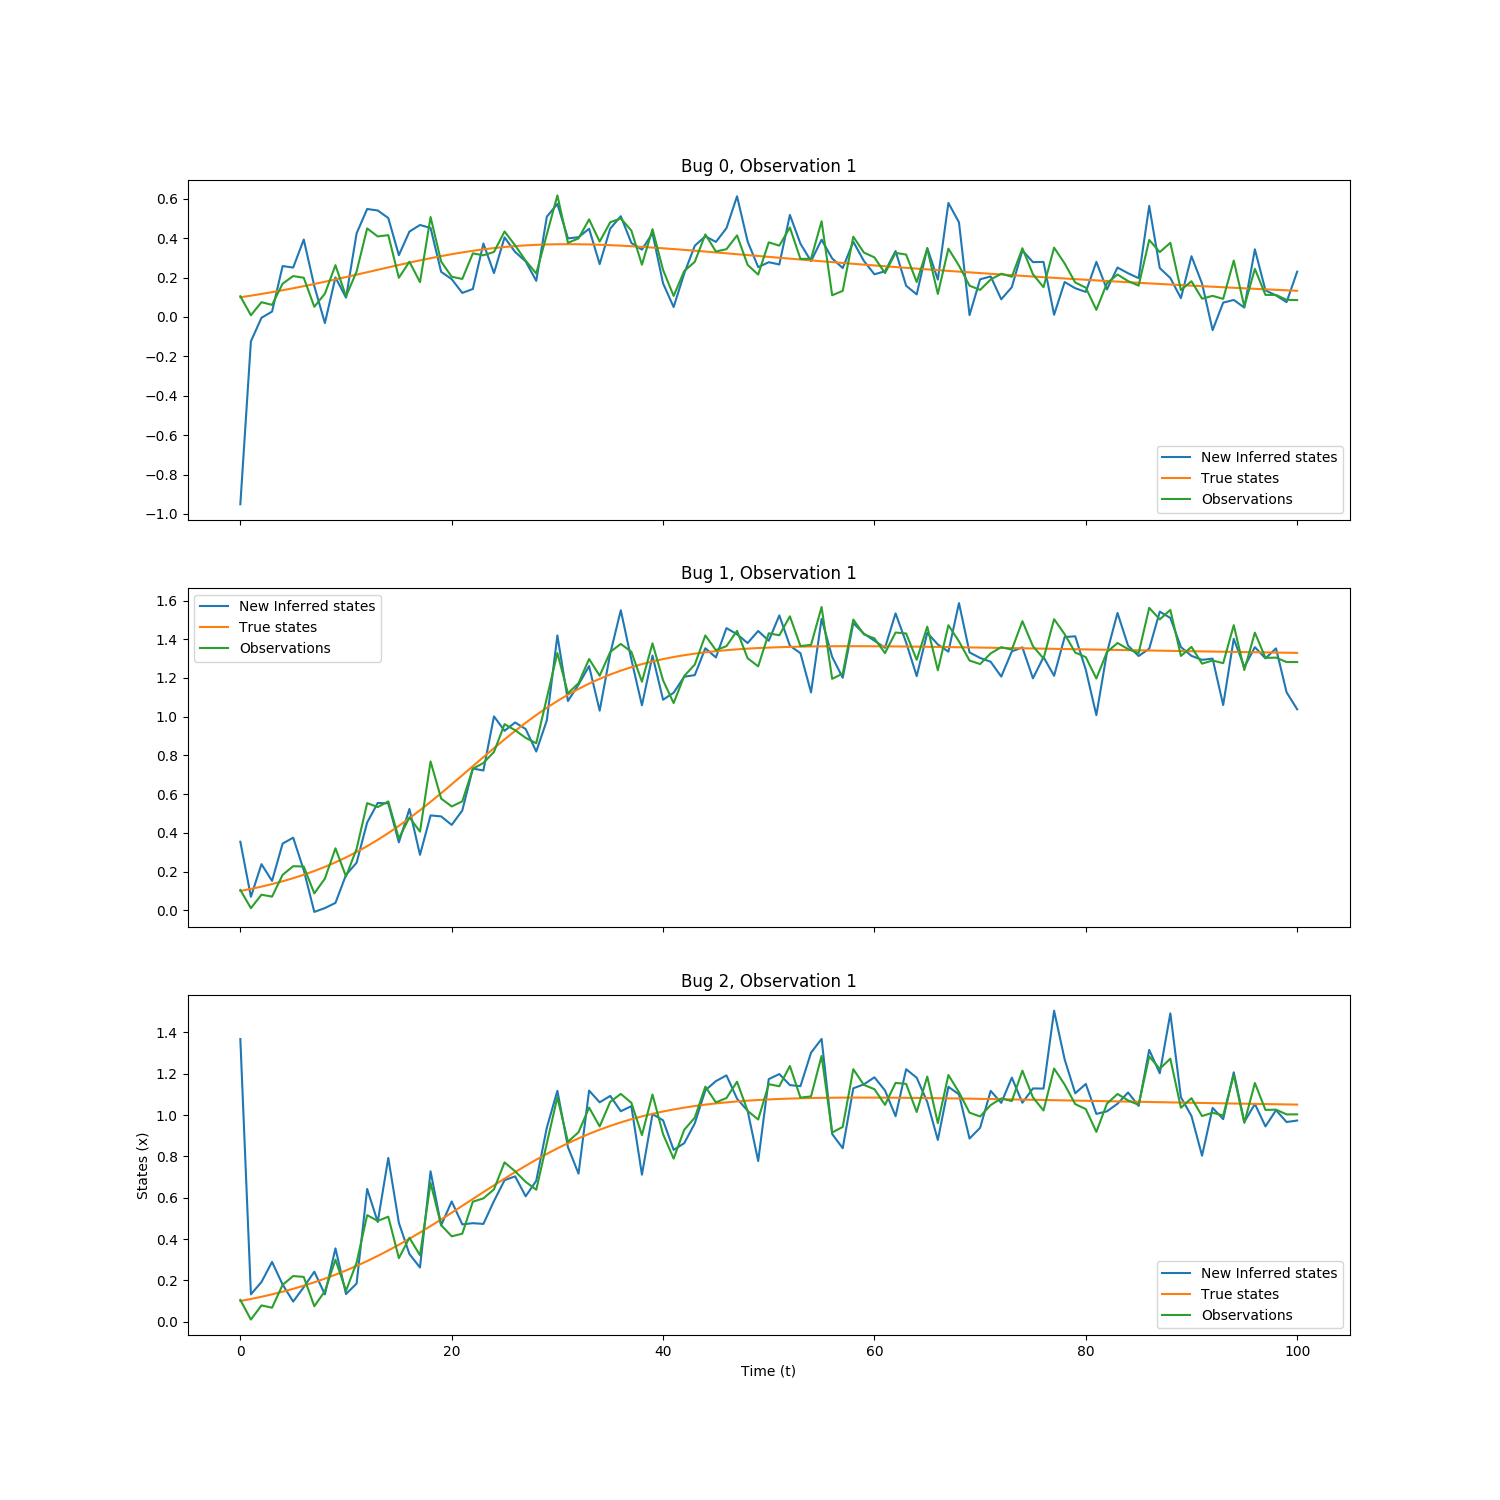 Bug 0, Observation 1
0.6
0.4
0.2
0.0
−0.2
−0.4
−0.6
−0.8
−1.0
New Inferred states
True states
Observations
Bug 1, Observation 1
1.6
1.4
1.2
1.0
0.8
0.6
0.4
0.2
0.0
New Inferred states
True states
Observations
Bug 2, Observation 1
1.4
1.2
1.0
0.8
0.6
0.4
0.2
0.0
States (x)
New Inferred states
True states
Observations
0 20 40 60 80 100
Time (t)